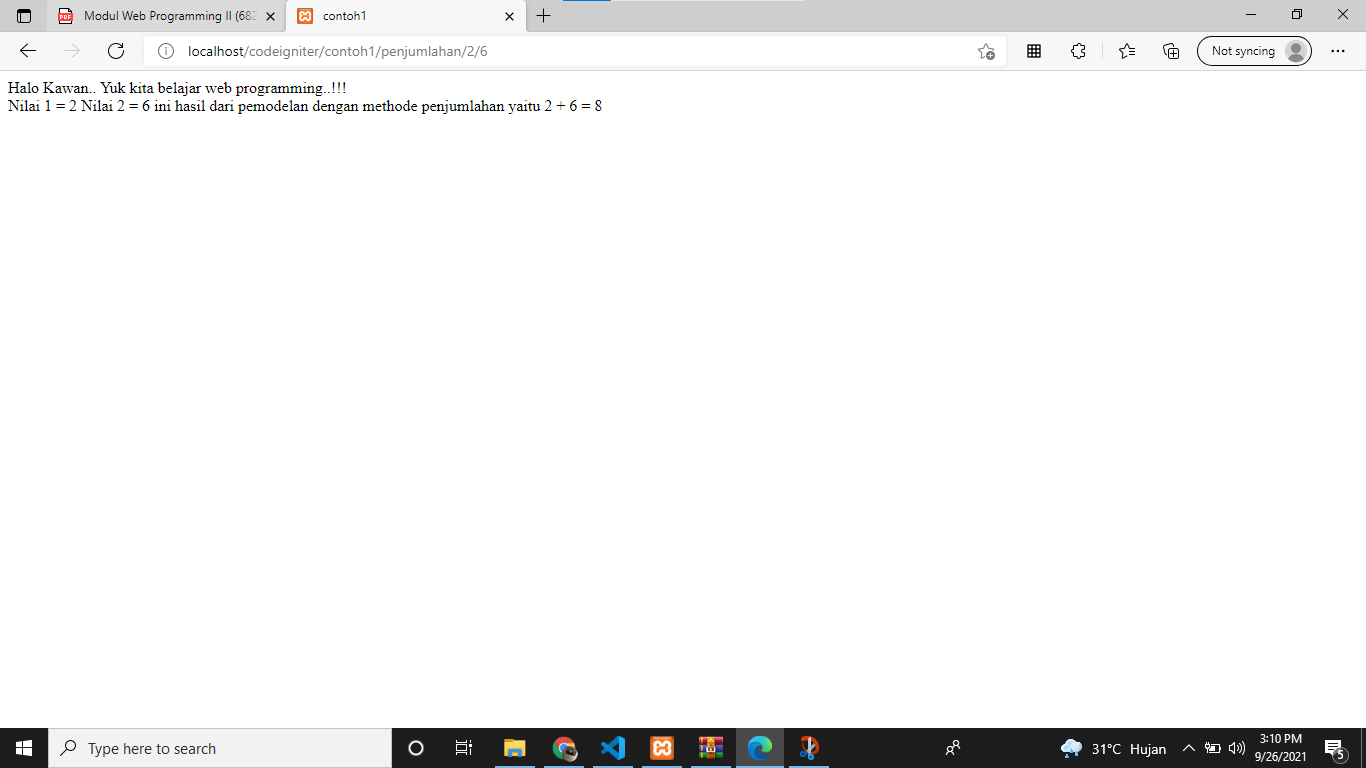 Modul Web Programming II (682
contoh1
localhost/codeigniter/contoh1/penjumlahan/2/6
Not syncing
Halo Kawan.. Yuk kita belajar web programming..!!!
Nilai 1 = 2 Nilai 2 = 6 ini hasil dari pemodelan dengan methode penjumlahan yaitu 2 + 6 = 8
Type here to search
31°C Hujan
3:10 PM
9/26/2021
5